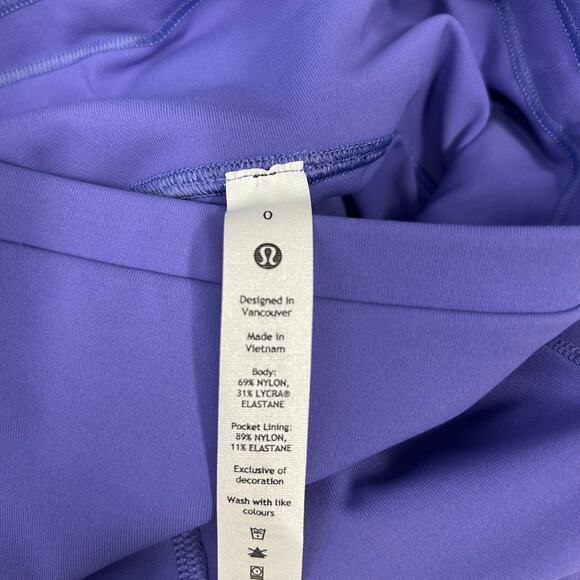 0
Designed in
Vancouver
Made in
Vietnam
Body:
69% NYLON,
31% LYCRA®
ELASTANE
Pocket Lining:
89% NYLON,
11% ELASTANE
Exclusive of
decoration
Wash with like
colours